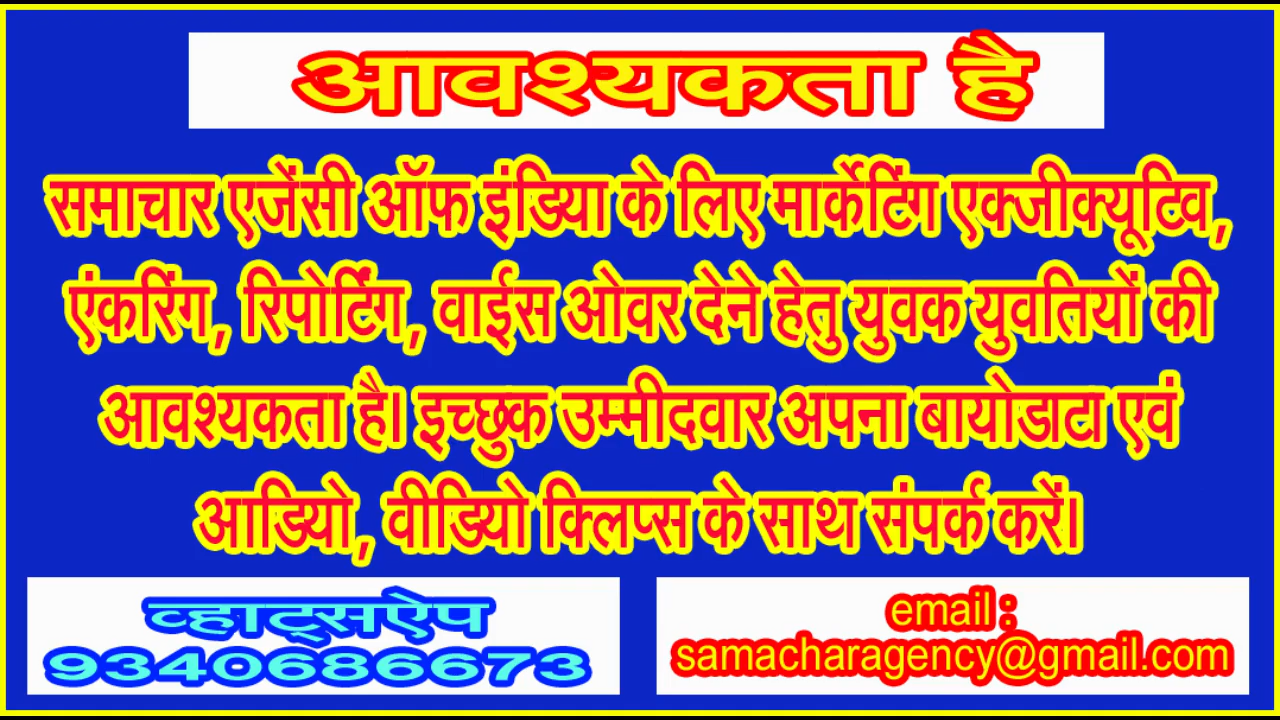 आवश्यकता है
समाचार एजेंसी ऑफ इंडिया के लिए मार्केटिंग एक्जीक्यूटिव,
एंकरिंग, रिपोर्टिंग, वाईस ओवर देने हेतु युवक युवतियों की
आवश्यकता है। इच्छुक उम्मीदवार अपना बायोडाटा एवं
आडियो, वीडियो क्लिप्स के साथ संपर्क करें।
व्हाट्सऐप
9340686673
email :
samacharagency@gmail.com